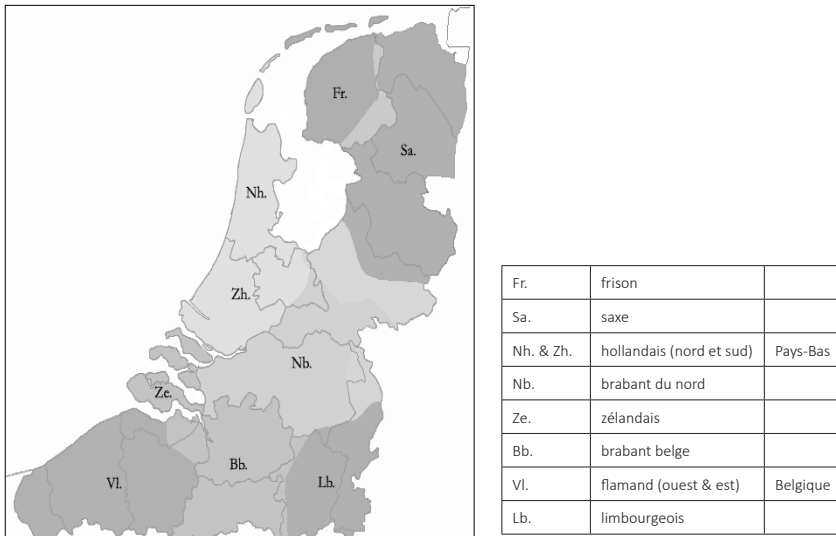 Fr.
Sa.
Nh.
Zh.
Nb.
Ze.
Bb.
Vl.
Lb.
Fr. frison
Sa. saxe
Nh. & Zh. hollandais (nord et sud) Pays-Bas
Nb. brabant du nord
Ze. zélandais
Bb. brabant belge
Vl. flamand (ouest & est) Belgique
Lb. limbourgeois